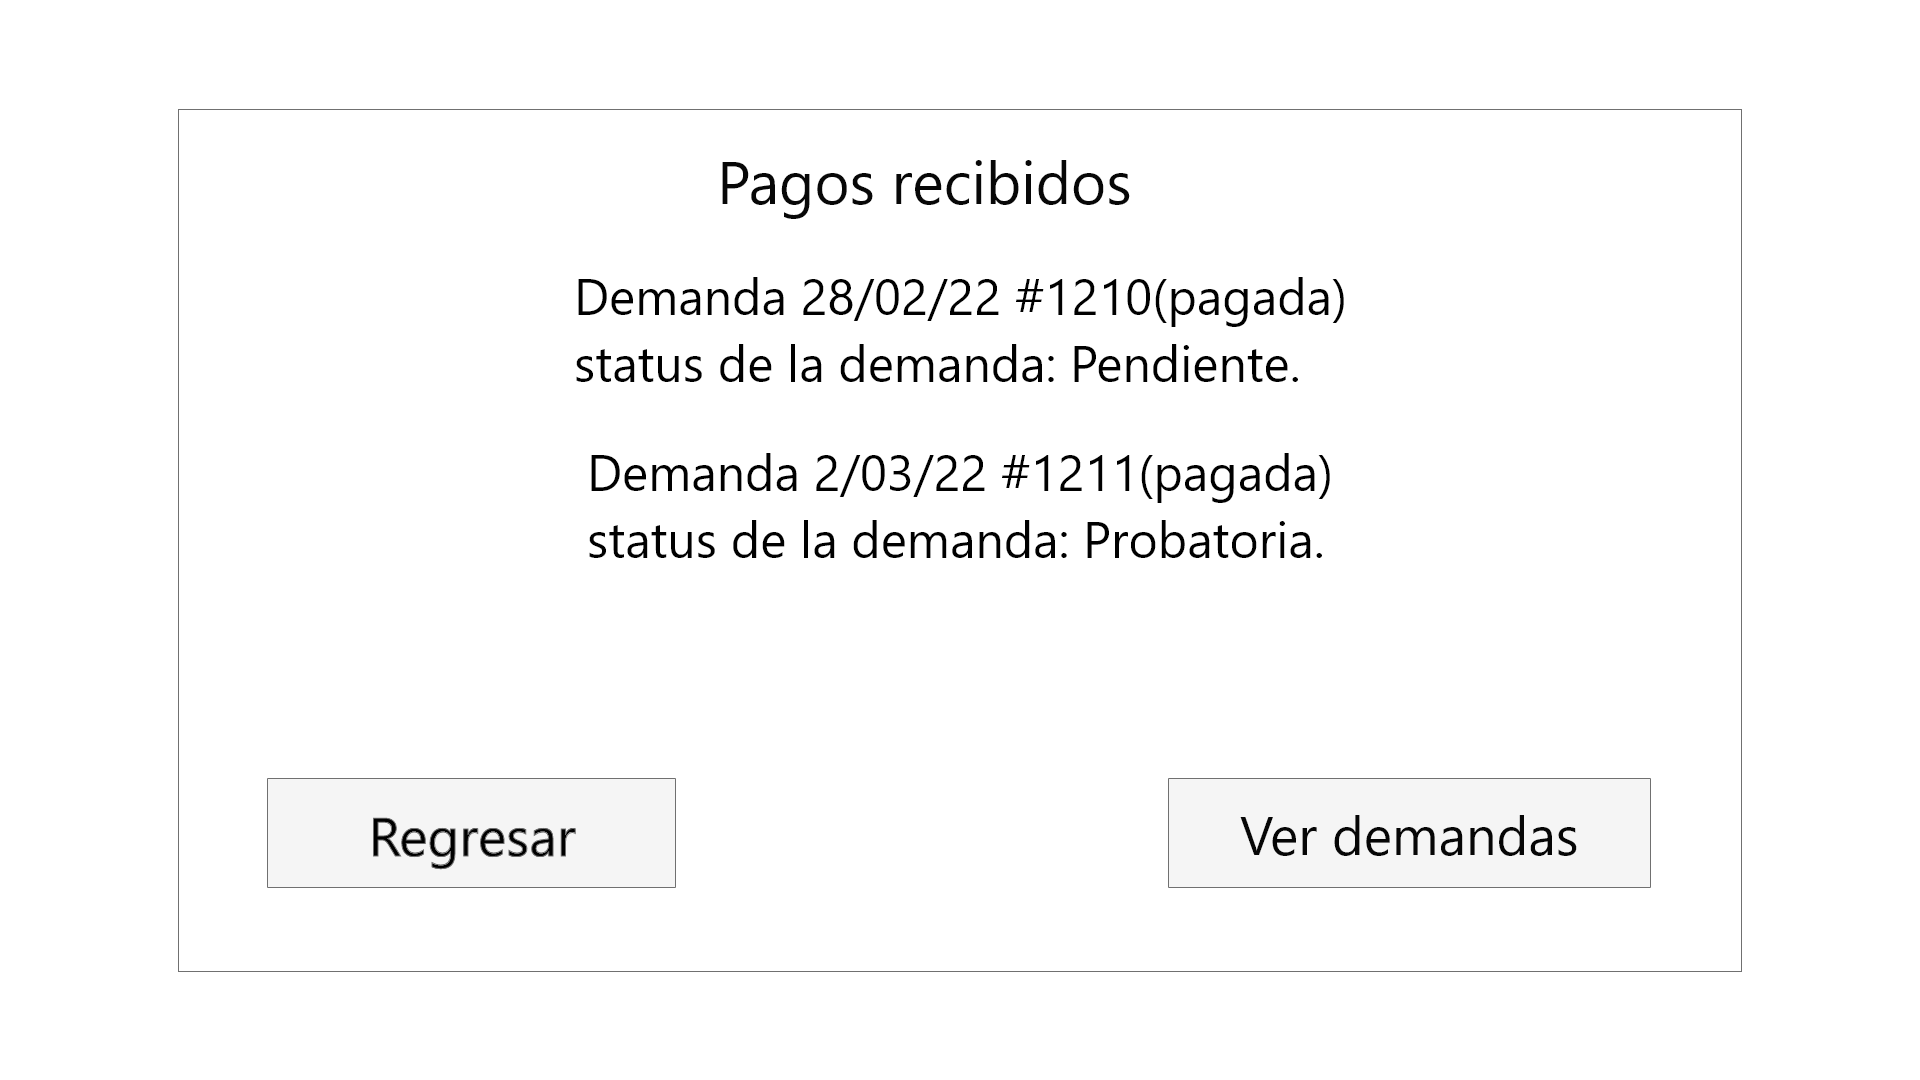 Pagos recibidos
Demanda 28/02/22 #1210(pagada)
status de la demanda: Pendiente.
Demanda 2/03/22 #1211(pagada)
status de la demanda: Probatoria.
Regresar
Ver demandas